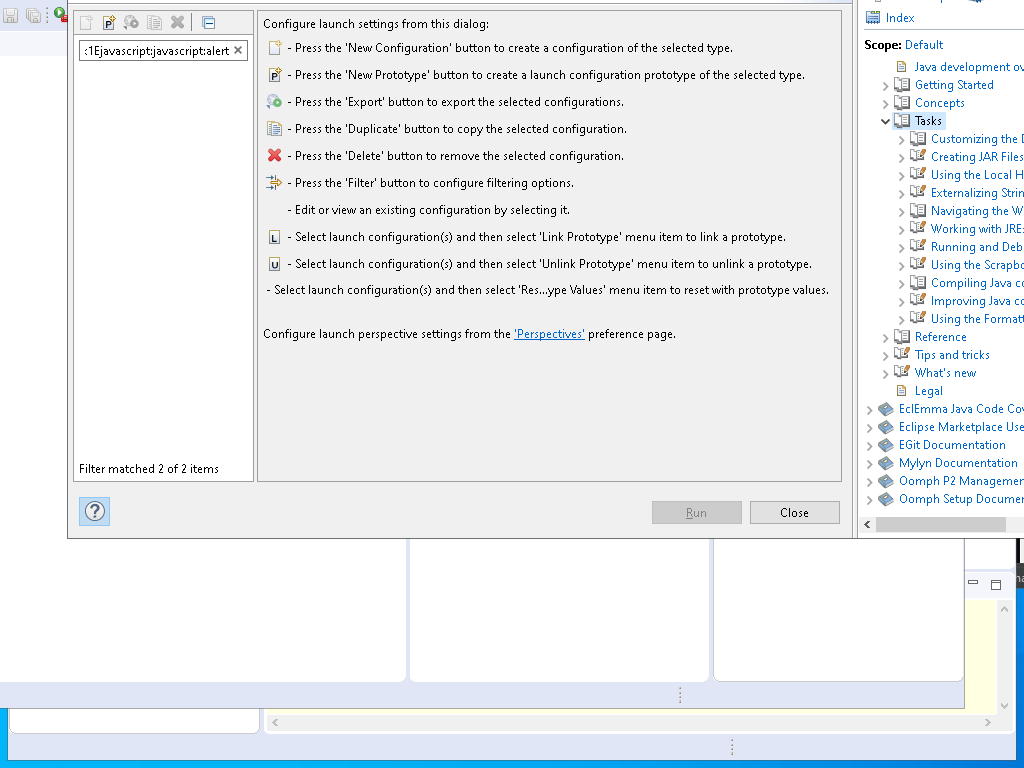 :1Ejavascript:javascript:alert
Filter matched 2 of 2 items
Configure launch settings from this dialog:
- Press the 'New Configuration' button to create a configuration of the selected type.
- Press the 'New Prototype' button to create a launch configuration prototype of the selected type.
- Press the 'Export' button to export the selected configurations.
- Press the 'Duplicate' button to copy the selected configuration.
- Press the 'Delete' button to remove the selected configuration.
- Press the 'Filter' button to configure filtering options.
- Edit or view an existing configuration by selecting it.
- Select launch configuration(s) and then select 'Link Prototype' menu item to link a prototype.
- Select launch configuration(s) and then select 'Unlink Prototype' menu item to unlink a prototype.
- Select launch configuration(s) and then select 'Res...ype Values' menu item to reset with prototype values.
Configure launch perspective settings from the 'Perspectives' preference page.
Run
Close
Index
Scope: Default
Java development ov
Getting Started
Concepts
Tasks
Customizing the D
Creating JAR Files
Using the Local H
Externalizing Strin
Navigating the W
Working with JREs
Running and Deb
Using the Scrapbo
Compiling Java co
Improving Java co
Using the Formatt
Reference
Tips and tricks
What's new
Legal
EclEmma Java Code Cov
Eclipse Marketplace Use
EGit Documentation
Mylyn Documentation
Oomph P2 Managemen
Oomph Setup Documen